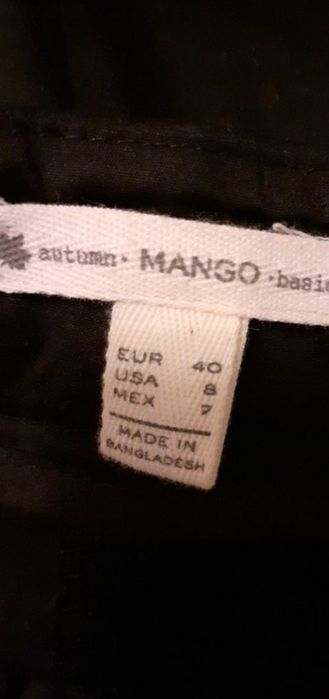 autumn · MANGO · basic
EUR 40
USA 8
MEX 7
MADE IN
BANGLADESH